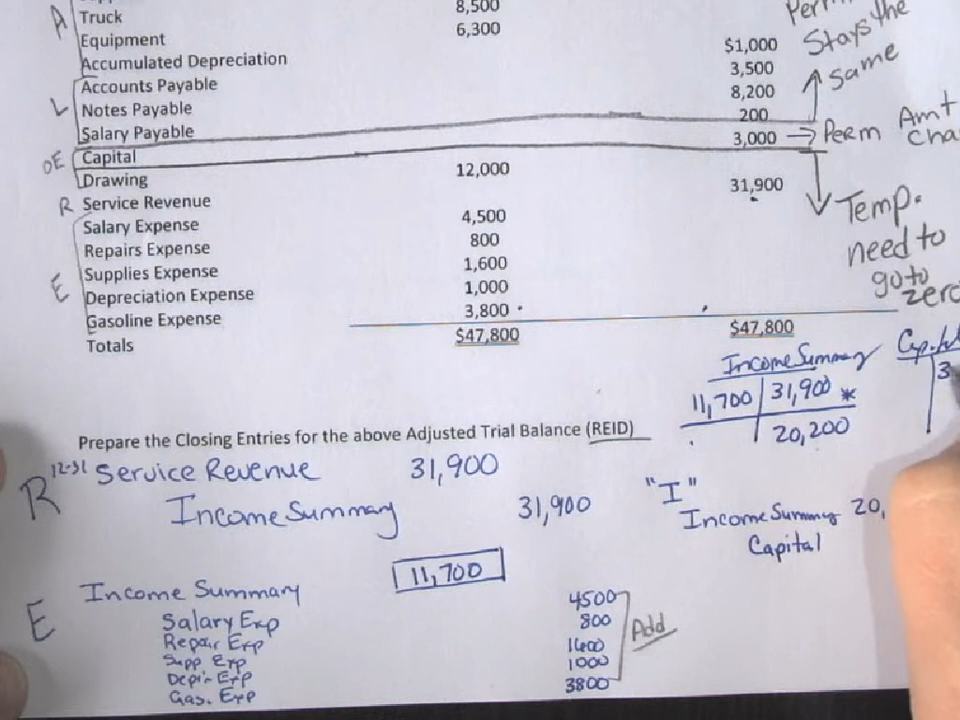 A Truck 8,500
Equipment 6,300
Accumulated Depreciation $1,000
Stays the
same
L Accounts Payable 3,500
Notes Payable 8,200
Salary Payable 200
OE Capital 3,000 → Perm Amt
Drawing 12,000
R Service Revenue 31,900
E Salary Expense 4,500
Repairs Expense 800
Supplies Expense 1,600
Depreciation Expense 1,000
Gasoline Expense 3,800
Temp.
need to
go to
zero
Totals $47,800 $47,800
Income Summary
11,700 31,900 *
20,200
3
Prepare the Closing Entries for the above Adjusted Trial Balance (REID)
R 12-31 Service Revenue 31,900
Income Summary 31,900
"I"
Income Summary 20,
Capital
E Income Summary 11,700
Salary Exp 4500
Repair Exp 800
Supp Exp 1600
Depr. Exp 1000
Gas. Exp 3800
Add